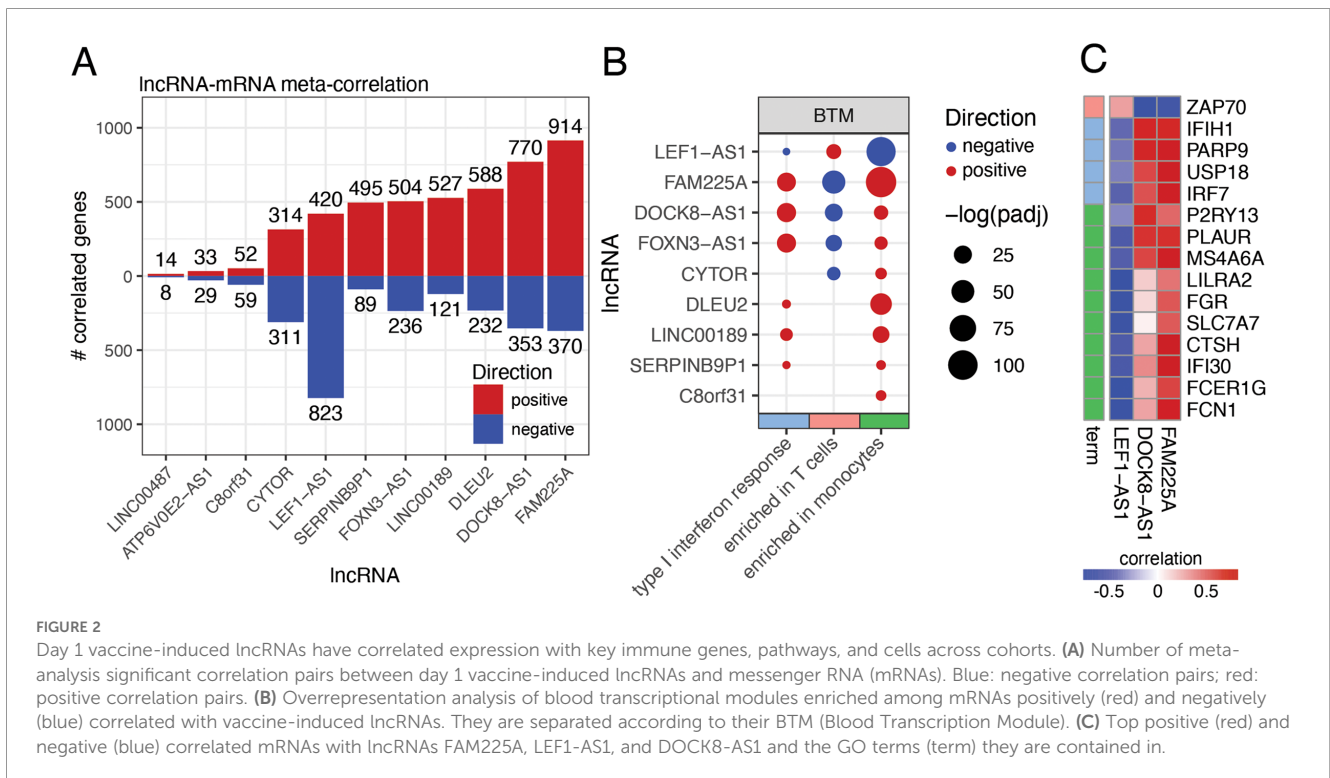 A
lncRNA-mRNA meta-correlation
# correlated genes
1000
500
0
500
1000
14
33
52
314
420
495
504
527
588
770
914
8
29
59
311
823
89
236
121
232
353
370
Direction
positive
negative
LINC00487
ATP6V0E2-AS1
C8orf31
CYTOR
LEF1-AS1
SERPINB9P1
FOXN3-AS1
LINC00189
DLEU2
DOCK8-AS1
FAM225A
lncRNA
B
BTM
lncRNA
LEF1-AS1
FAM225A
DOCK8-AS1
FOXN3-AS1
CYTOR
DLEU2
LINC00189
SERPINB9P1
C8orf31
type I interferon response
enriched in T cells
enriched in monocytes
Direction
negative
positive
-log(padj)
25
50
75
100
C
ZAP70
IFIH1
PARP9
USP18
IRF7
P2RY13
PLAUR
MS4A6A
LILRA2
FGR
SLC7A7
CTSH
IFI30
FCER1G
FCN1
term
LEF1-AS1
DOCK8-AS1
FAM225A
correlation
-0.5 0 0.5
FIGURE 2
Day 1 vaccine-induced lncRNAs have correlated expression with key immune genes, pathways, and cells across cohorts. (A) Number of meta-
analysis significant correlation pairs between day 1 vaccine-induced lncRNAs and messenger RNA (mRNAs). Blue: negative correlation pairs; red:
positive correlation pairs. (B) Overrepresentation analysis of blood transcriptional modules enriched among mRNAs positively (red) and negatively
(blue) correlated with vaccine-induced lncRNAs. They are separated according to their BTM (Blood Transcription Module). (C) Top positive (red) and
negative (blue) correlated mRNAs with lncRNAs FAM225A, LEF1-AS1, and DOCK8-AS1 and the GO terms (term) they are contained in.